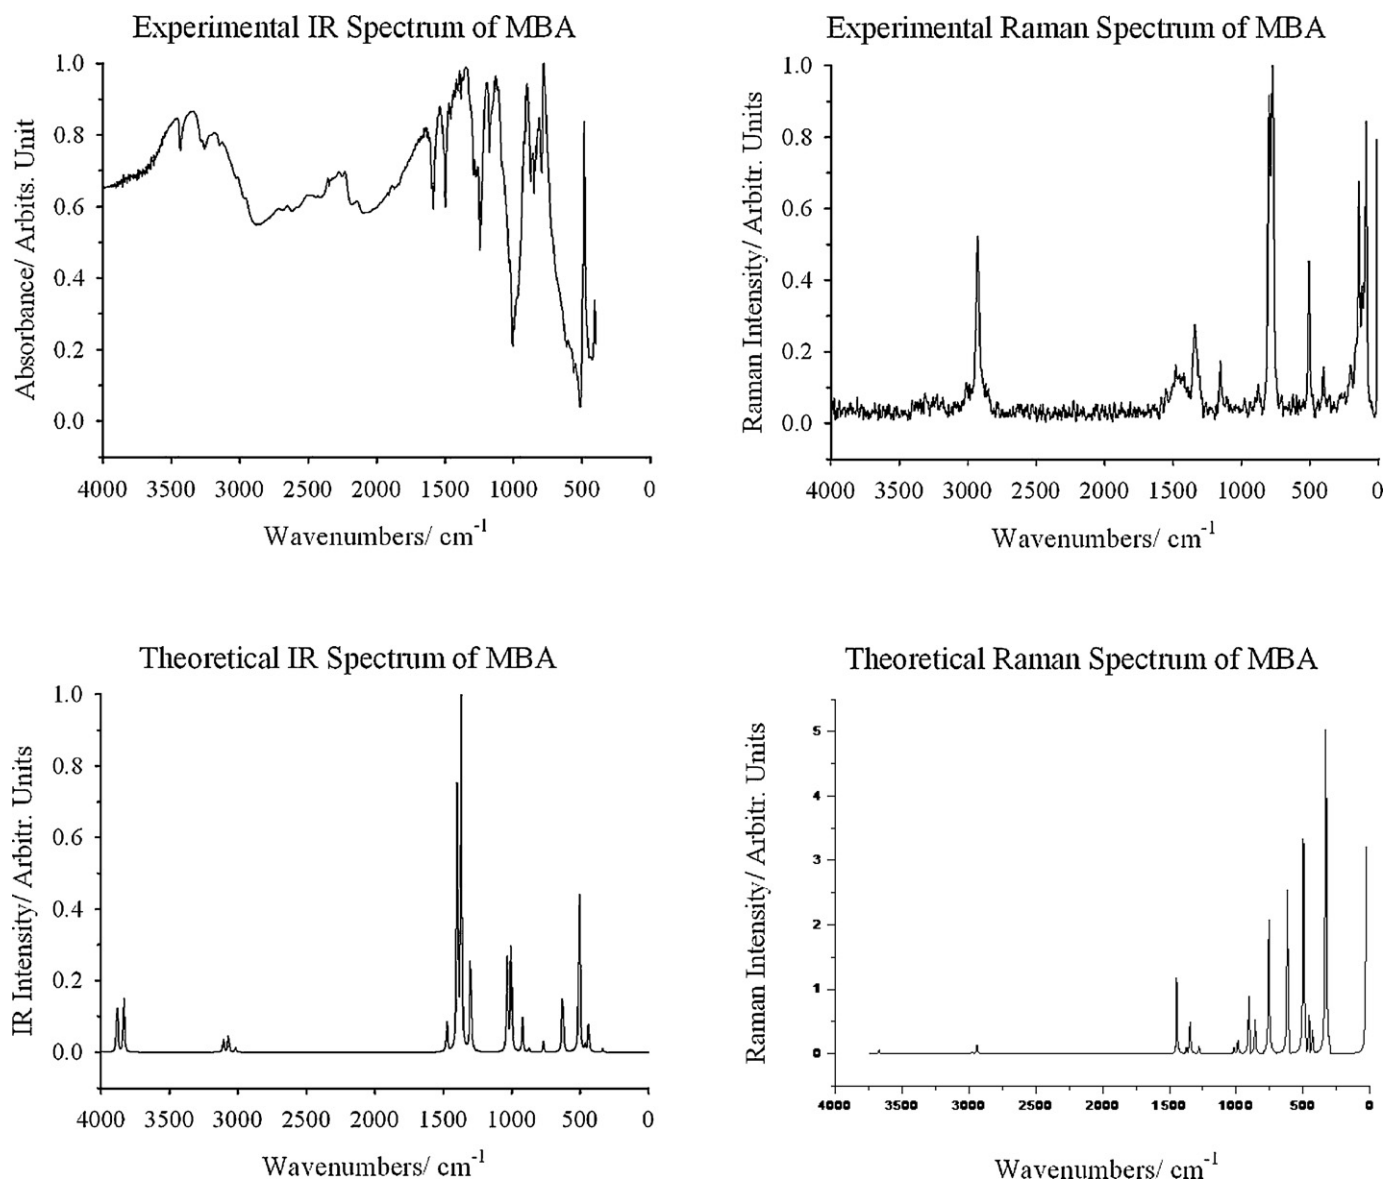 Experimental IR Spectrum of MBA
Absorbance/ Arbits. Unit
1.0
0.8
0.6
0.4
0.2
0.0
4000 3500 3000 2500 2000 1500 1000 500 0
Wavenumbers/ cm-1
Experimental Raman Spectrum of MBA
Raman Intensity/ Arbitr. Units
1.0
0.8
0.6
0.4
0.2
0.0
4000 3500 3000 2500 2000 1500 1000 500 0
Wavenumbers/ cm-1
Theoretical IR Spectrum of MBA
IR Intensity/ Arbitr. Units
1.0
0.8
0.6
0.4
0.2
0.0
4000 3500 3000 2500 2000 1500 1000 500 0
Wavenumbers/ cm-1
Theoretical Raman Spectrum of MBA
Raman Intensity/ Arbitr. Units
5
4
3
2
1
0
4000 3500 3000 2500 2000 1500 1000 500 0
Wavenumbers/ cm-1